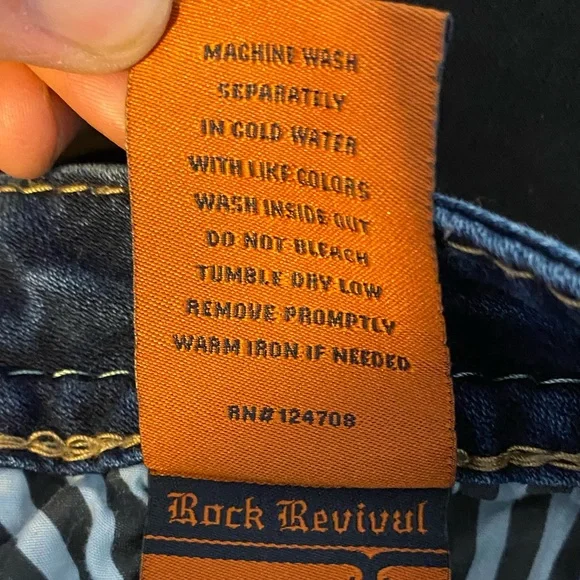 MACHINE WASH
SEPARATELY
IN COLD WATER
WITH LIKE COLORS
WASH INSIDE OUT
DO NOT BLEACH
TUMBLE DRY LOW
REMOVE PROMPTLY
WARM IRON IF NEEDED
RN# 124708
Rock Revival